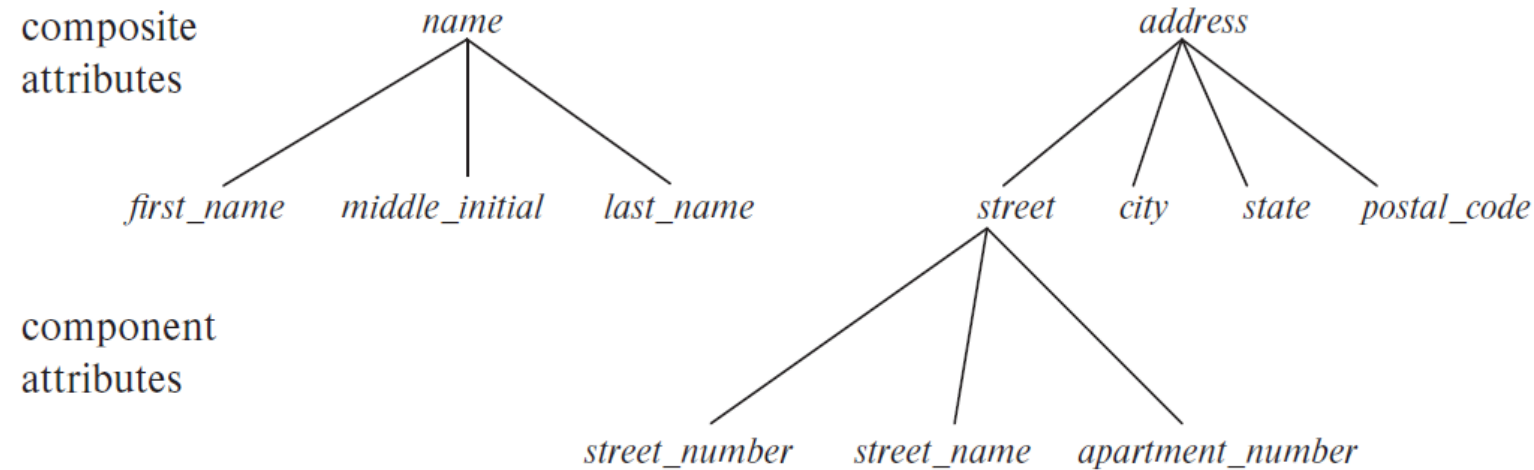 composite
attributes
name
address
first_name middle_initial last_name
street city state postal_code
component
attributes
street_number street_name apartment_number